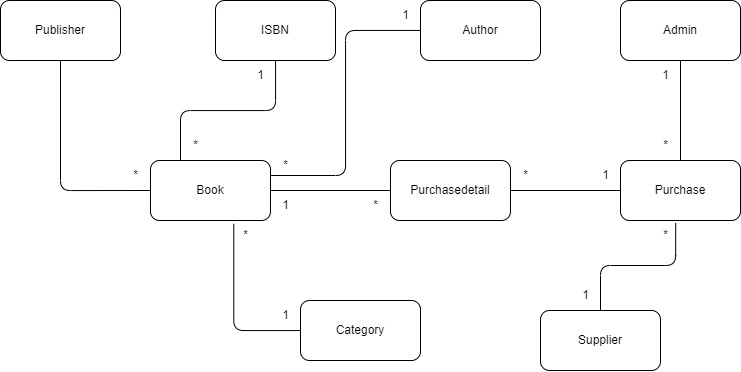 Publisher
ISBN
Author
Admin
1
1
1
*
*
*
*
Book
Purchasedetail
Purchase
*
1
1
*
*
*
1
1
Category
Supplier